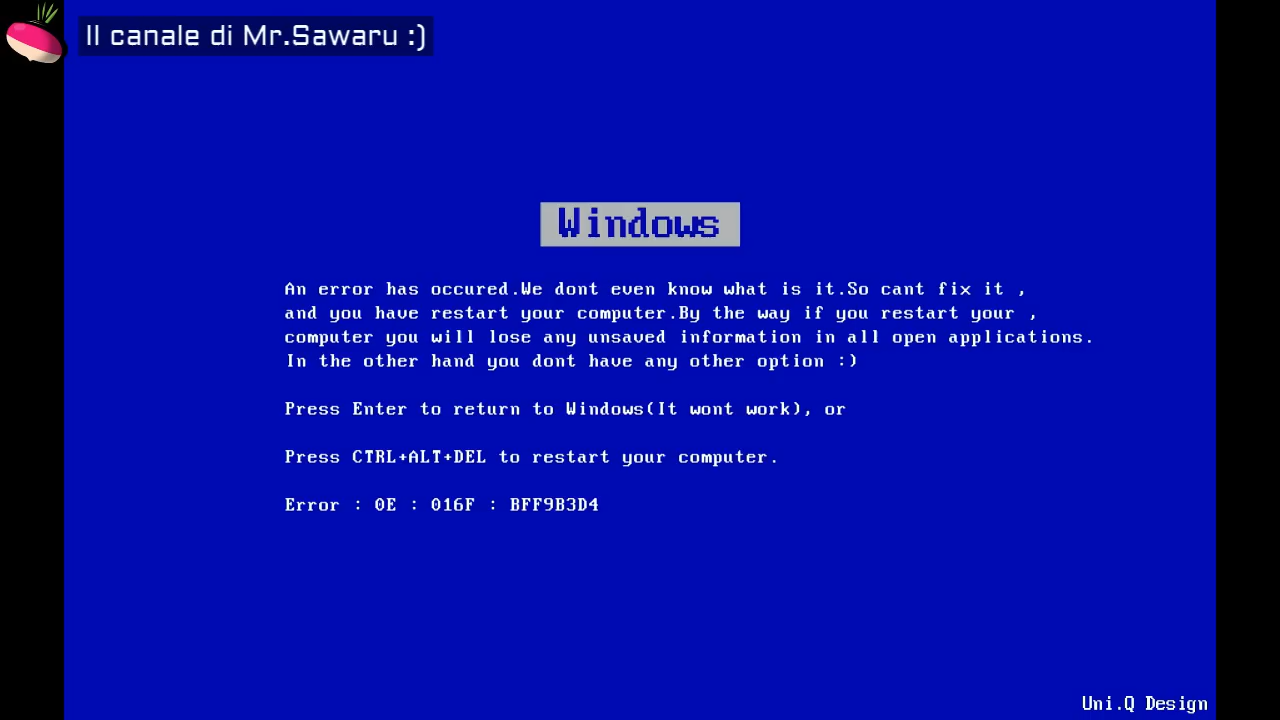 Il canale di Mr.Sawaru :)
Windows
An error has occured.We dont even know what is it.So cant fix it ,
and you have restart your computer.By the way if you restart your ,
computer you will lose any unsaved information in all open applications.
In the other hand you dont have any other option :)
Press Enter to return to Windows(It wont work), or
Press CTRL+ALT+DEL to restart your computer.
Error : 0E : 016F : BFF9B3D4
Uni.Q Design